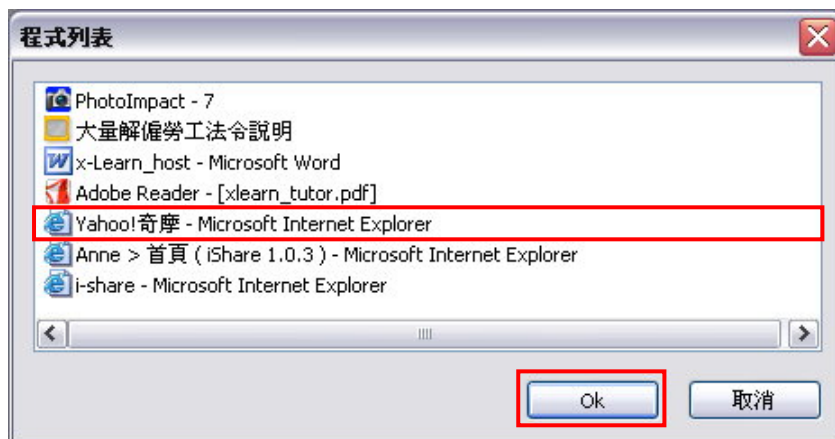 程式列表
PhotoImpact - 7
大量解僱勞工法令說明
x-Learn_host - Microsoft Word
Adobe Reader - [xlearn_tutor.pdf]
Yahoo!奇摩 - Microsoft Internet Explorer
Anne > 首頁 ( iShare 1.0.3 ) - Microsoft Internet Explorer
i-share - Microsoft Internet Explorer
Ok 取消